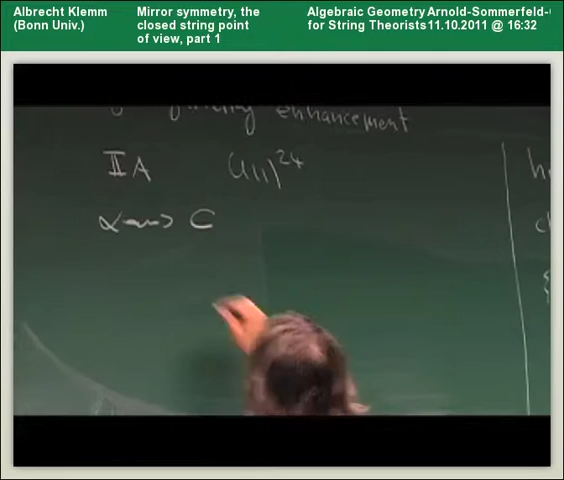 Albrecht Klemm
(Bonn Univ.)
Mirror symmetry, the
closed string point
of view, part 1
Algebraic Geometry
for String Theorists
Arnold-Sommerfeld-
11.10.2011 @ 16:32
enhancement
IIA U(1)^24
C